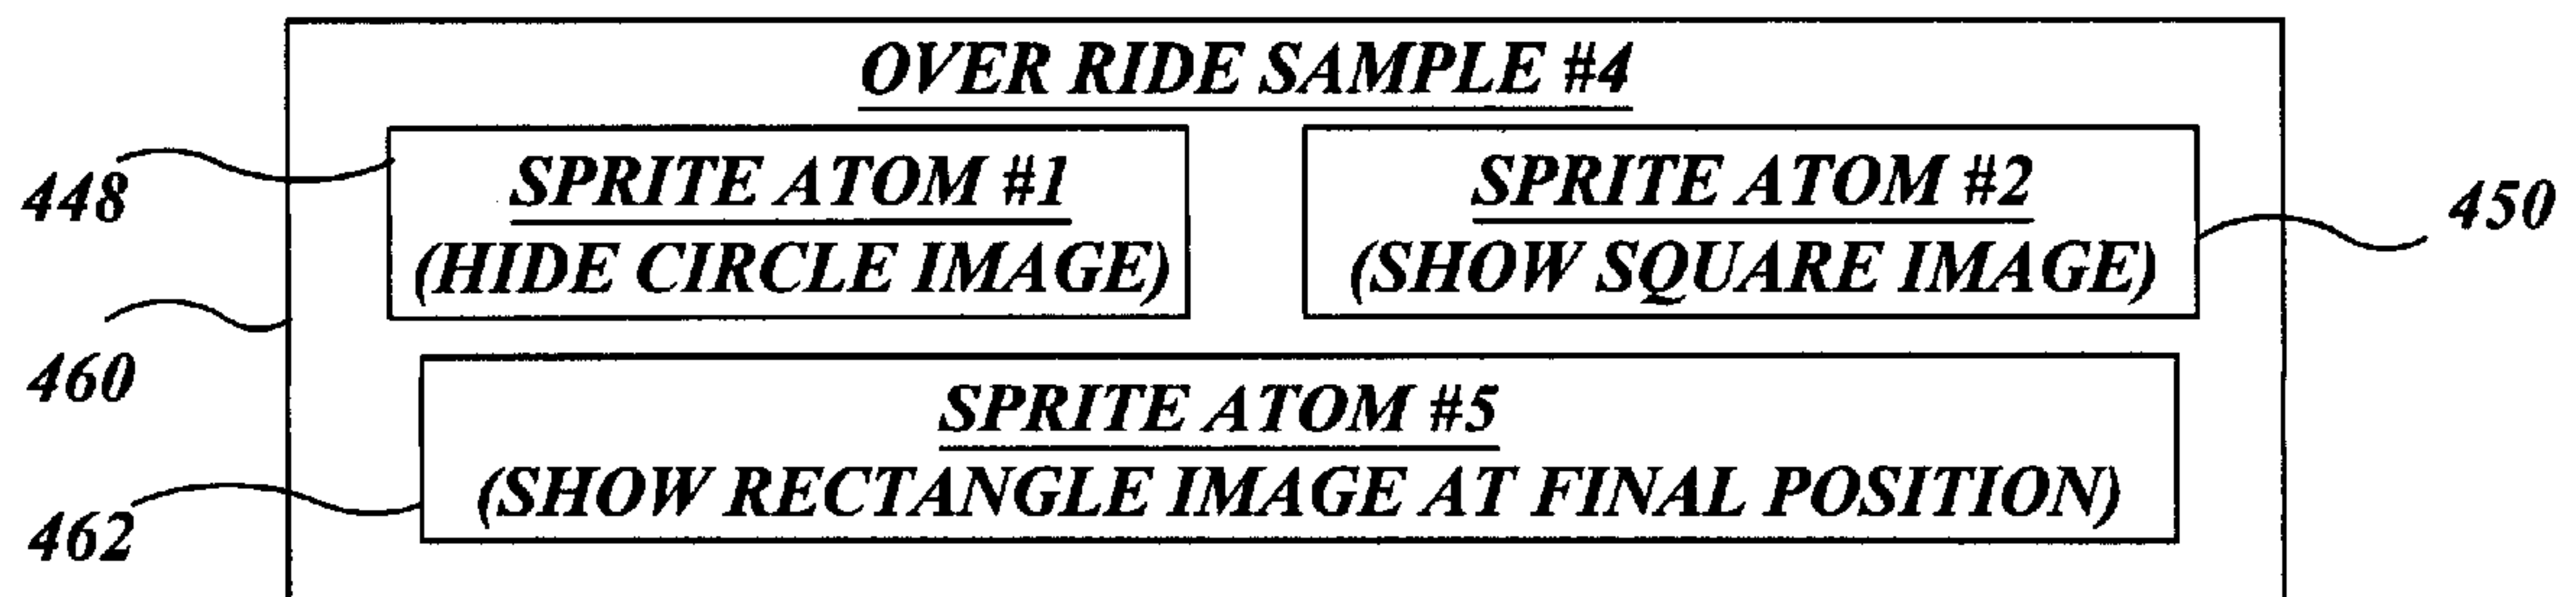 OVER RIDE SAMPLE #4
SPRITE ATOM #1
(HIDE CIRCLE IMAGE)
SPRITE ATOM #2
(SHOW SQUARE IMAGE)
448
450
460
SPRITE ATOM #5
(SHOW RECTANGLE IMAGE AT FINAL POSITION)
462